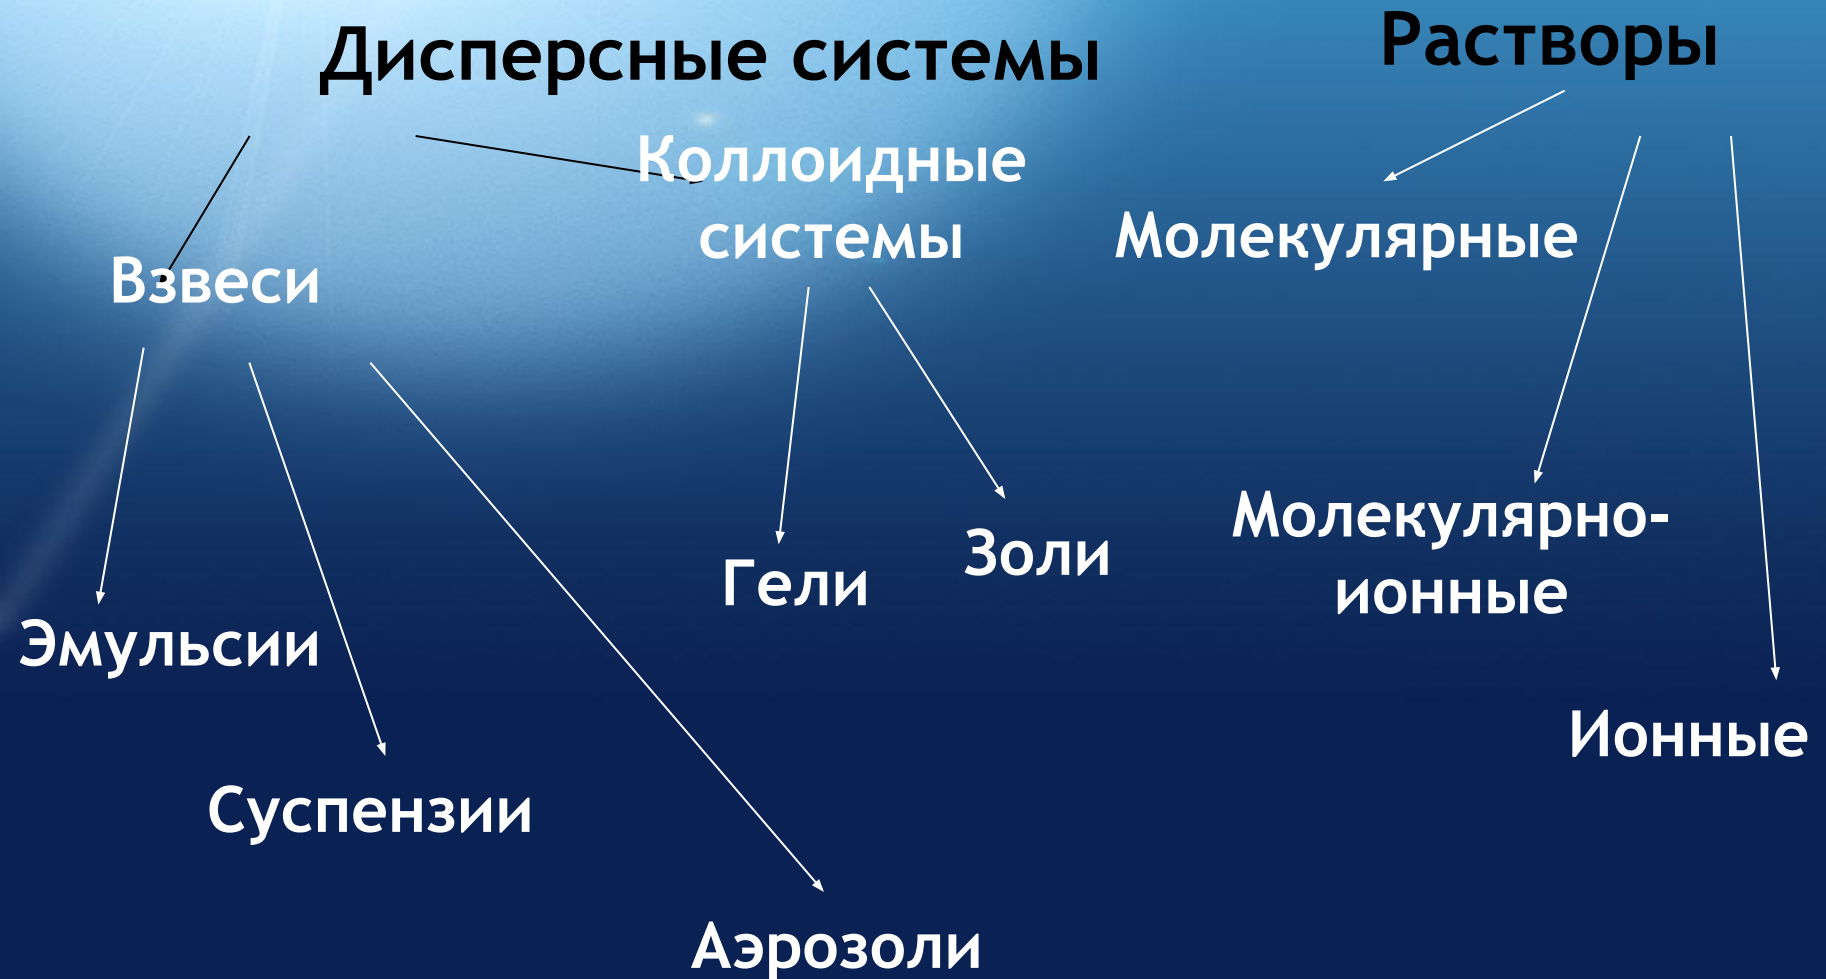 Дисперсные системы
Растворы
Коллоидные
системы
Молекулярные
Взвеси
Молекулярно-
ионные
Золи
Гели
Эмульсии
Ионные
Суспензии
Аэрозоли